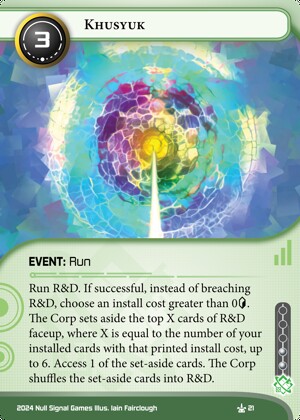 3
Khusyuk
EVENT: Run
Run R&D. If successful, instead of breaching
R&D, choose an install cost greater than 0.
The Corp sets aside the top X cards of R&D
faceup, where X is equal to the number of your
installed cards with that printed install cost, up
to 6. Access 1 of the set-aside cards. The Corp
shuffles the set-aside cards into R&D.
2024 Null Signal Games Illus. Iain Fairclough
21